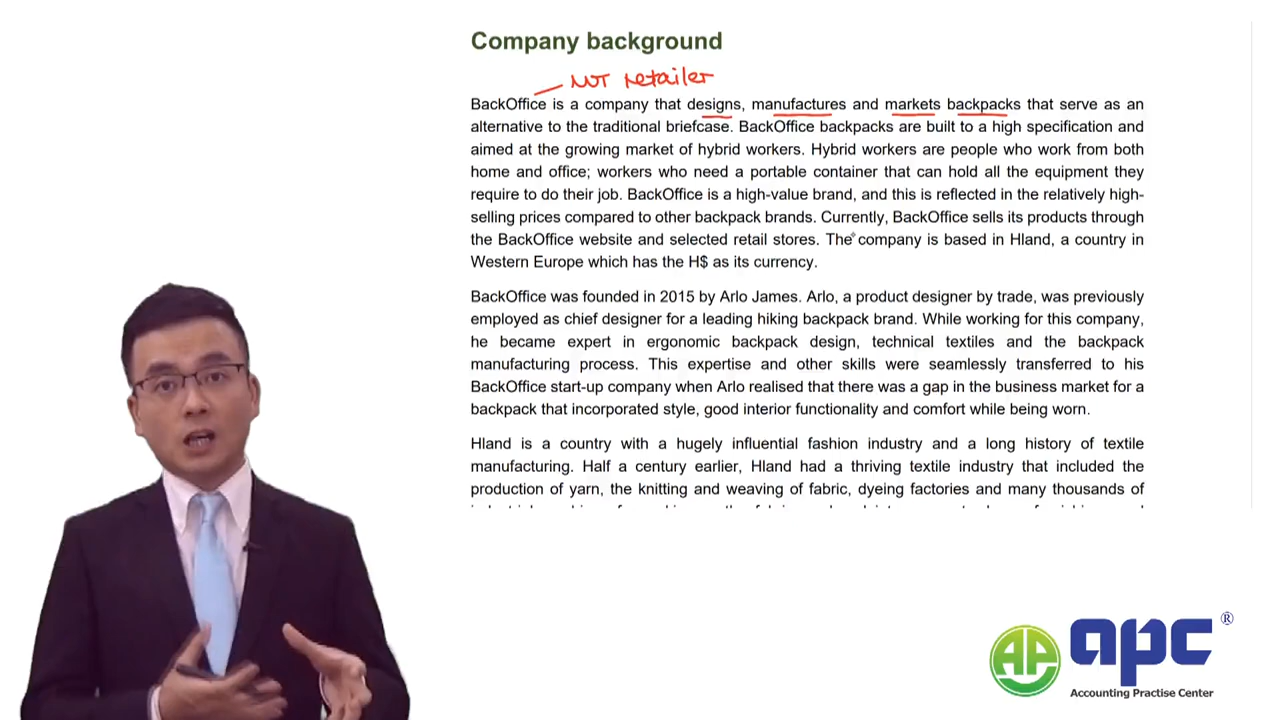 Company background
NOT retailer
BackOffice is a company that designs, manufactures and markets backpacks that serve as an
alternative to the traditional briefcase. BackOffice backpacks are built to a high specification and
aimed at the growing market of hybrid workers. Hybrid workers are people who work from both
home and office; workers who need a portable container that can hold all the equipment they
require to do their job. BackOffice is a high-value brand, and this is reflected in the relatively high-
selling prices compared to other backpack brands. Currently, BackOffice sells its products through
the BackOffice website and selected retail stores. The company is based in Hland, a country in
Western Europe which has the H$ as its currency.
BackOffice was founded in 2015 by Arlo James. Arlo, a product designer by trade, was previously
employed as chief designer for a leading hiking backpack brand. While working for this company,
he became expert in ergonomic backpack design, technical textiles and the backpack
manufacturing process. This expertise and other skills were seamlessly transferred to his
BackOffice start-up company when Arlo realised that there was a gap in the business market for a
backpack that incorporated style, good interior functionality and comfort while being worn.
Hland is a country with a hugely influential fashion industry and a long history of textile
manufacturing. Half a century earlier, Hland had a thriving textile industry that included the
production of yarn, the knitting and weaving of fabric, dyeing factories and many thousands of
AP apc ®
Accounting Practise Center